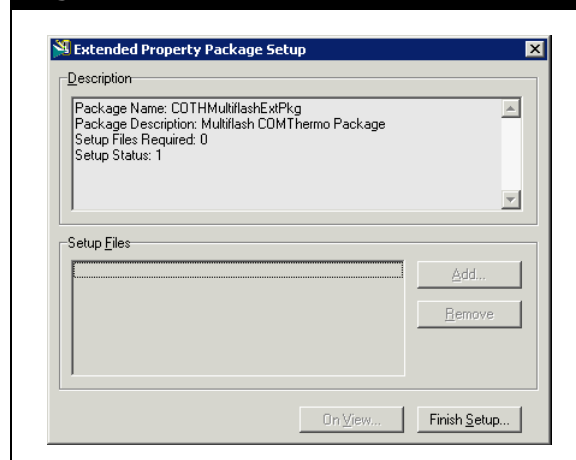 Extended Property Package Setup
Description
Package Name: COTHMultiflashExtPkg
Package Description: Multiflash COMThermo Package
Setup Files Required: 0
Setup Status: 1
Setup Files
Add...
Remove
On View...
Finish Setup...